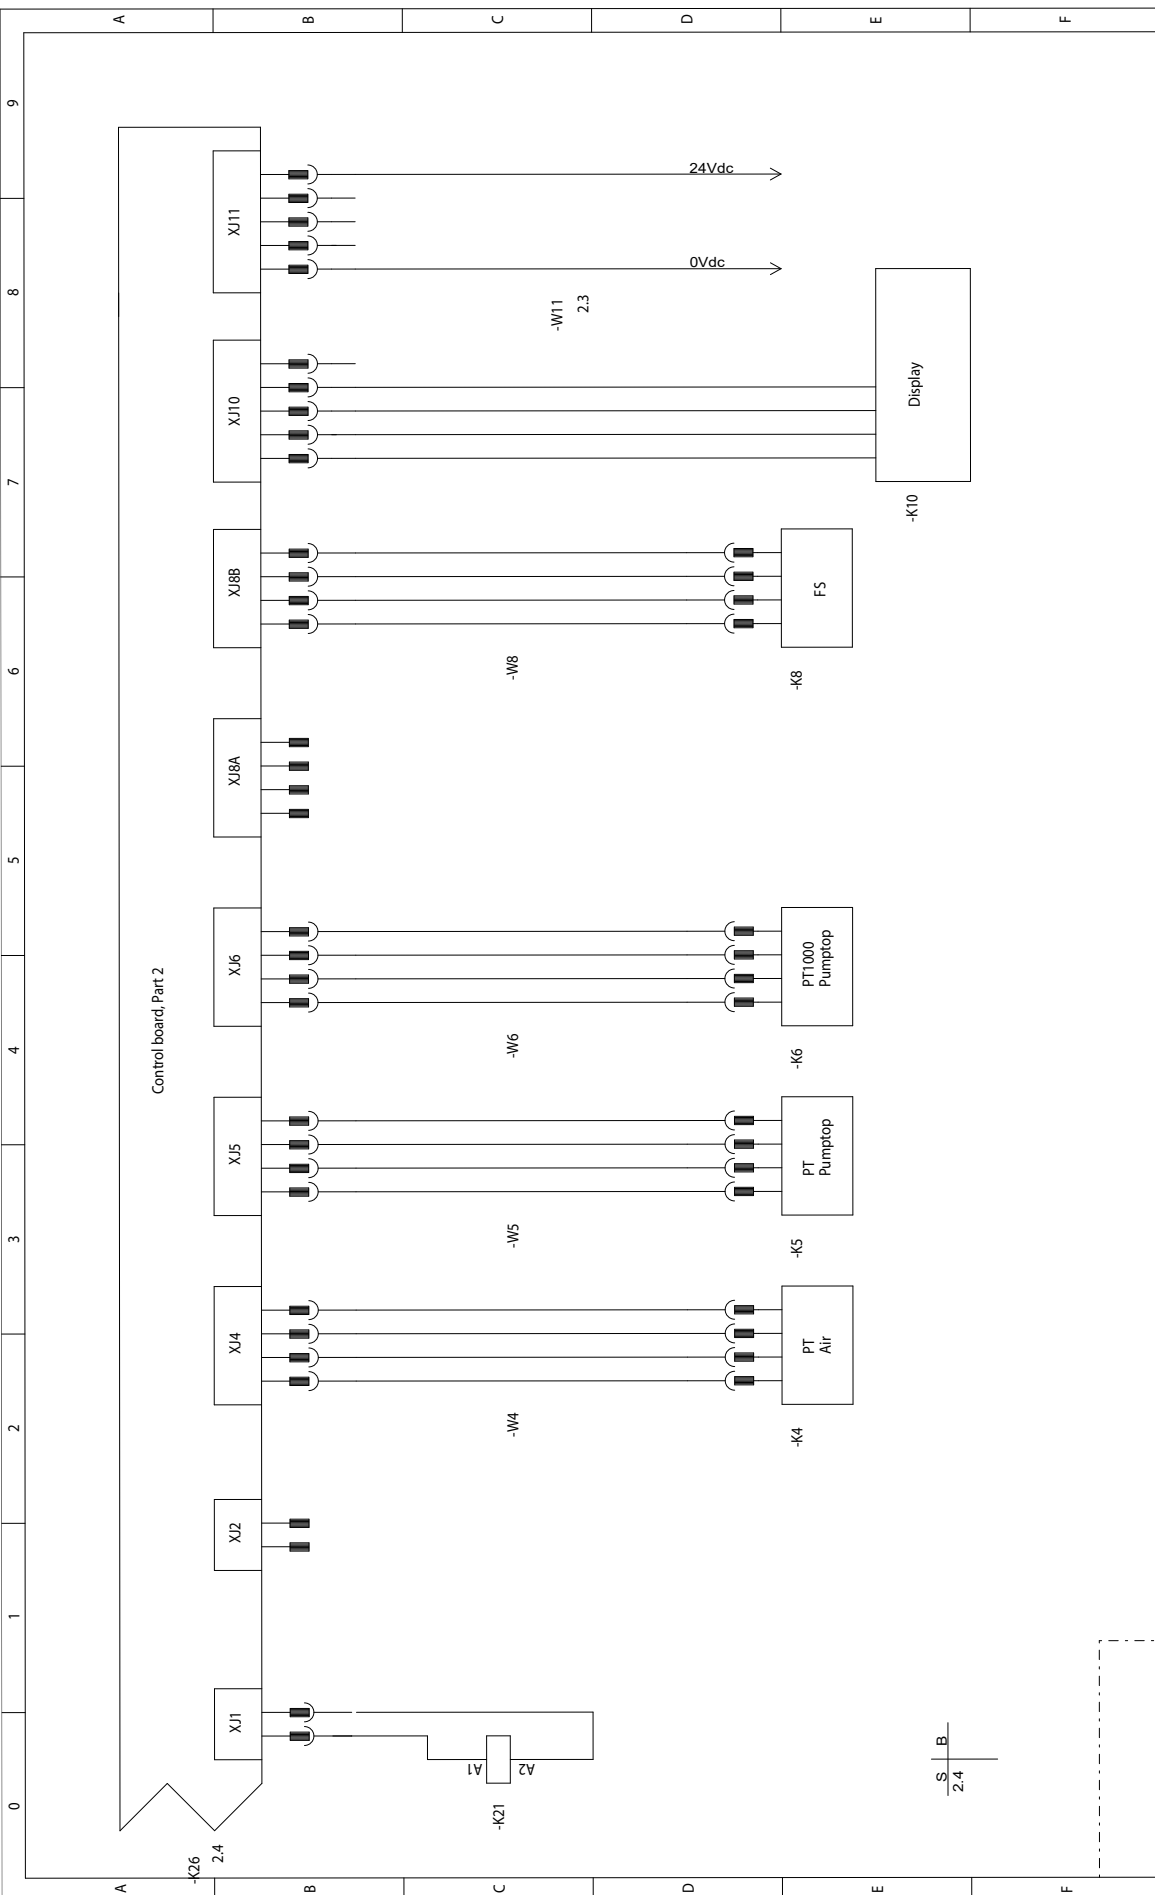 A
B
C
D
E
F
9
8
7
6
5
4
3
2
1
0
Control board, Part 2
-K26
2.4
XJ1
XJ2
XJ4
XJ5
XJ6
XJ8A
XJ8B
XJ10
XJ11
-K21
A1
A2
-W4
-W5
-W6
-W8
-W11
2.3
24Vdc
0Vdc
-K4
PT
Air
-K5
PT
Pumptop
-K6
PT1000
Pumptop
-K8
FS
-K10
Display
S B
2.4
A
B
C
D
E
F